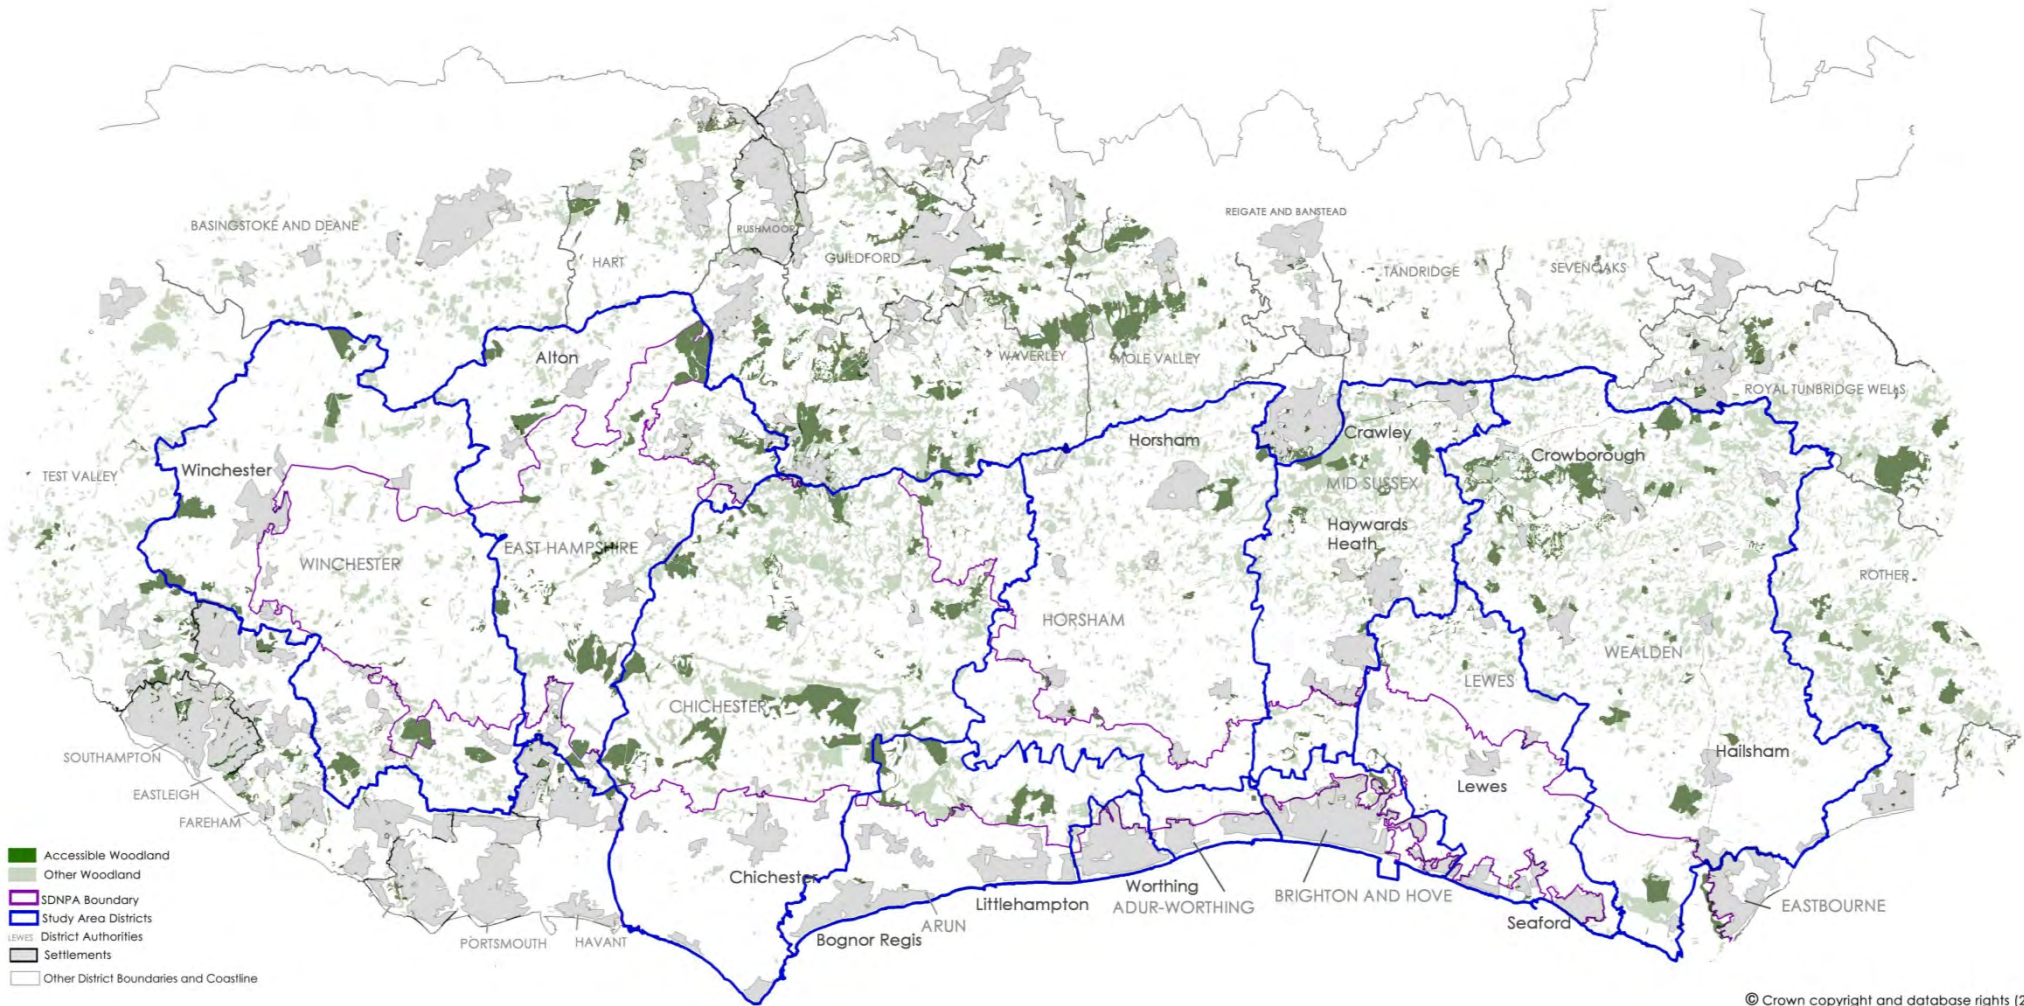 REIGATE AND BANSTEAD
BASINGSTOKE AND DEANE
RUSHMOOR
HART
GUILDFORD
TANDRIDGE
SEVENOAKS
Alton
WAVERLEY
MOLE VALLEY
ROYAL TUNBRIDGE WELLS
Horsham
Crawley
Crowborough
TEST VALLEY
Winchester
MID SUSSEX
Haywards
Heath
EAST HAMPSHIRE
WINCHESTER
ROTHER
HORSHAM
WEALDEN
LEWES
CHICHESTER
SOUTHAMPTON
Hailsham
EASTLEIGH
Lewes
FAREHAM
Chichester
Worthing
ADUR-WORTHING
BRIGHTON AND HOVE
Littlehampton
EASTBOURNE
Seaford
ARUN
Bognor Regis
PORTSMOUTH
HAVANT
Accessible Woodland
Other Woodland
SDNPA Boundary
Study Area Districts
LEWES District Authorities
Settlements
Other District Boundaries and Coastline
© Crown copyright and database rights (2